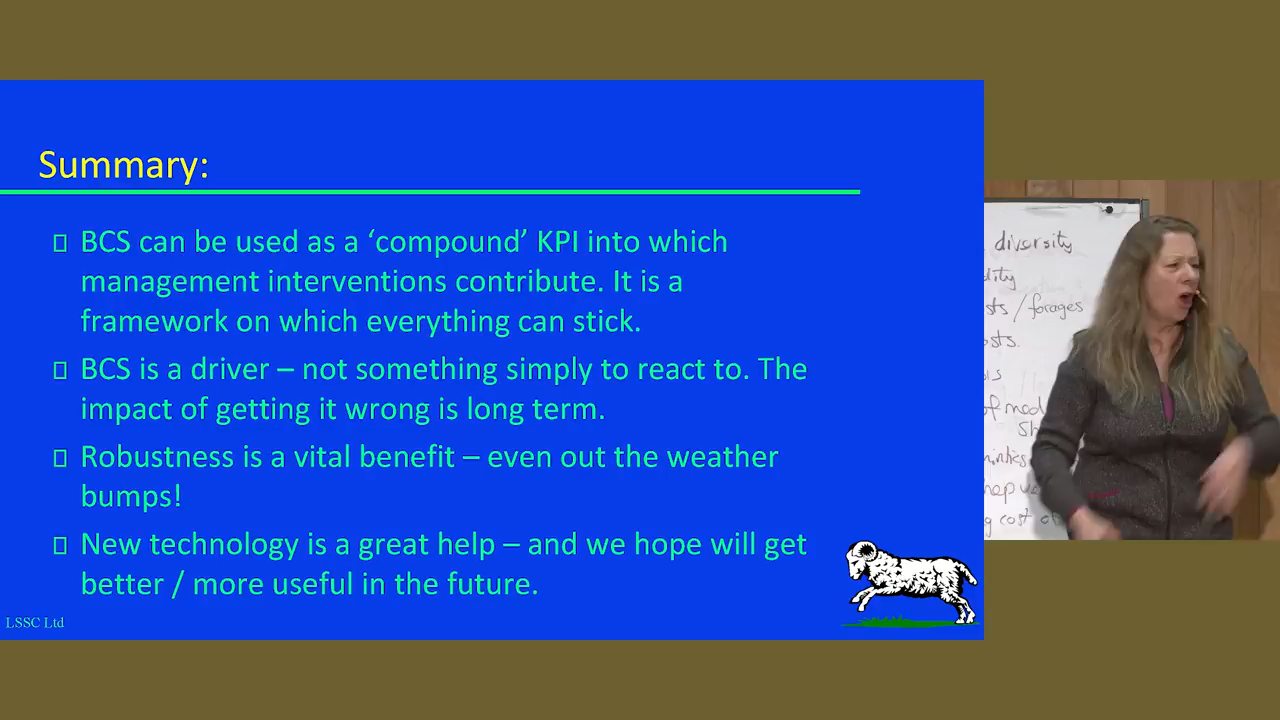 Summary:
BCS can be used as a ‘compound’ KPI into which
management interventions contribute. It is a
framework on which everything can stick.
BCS is a driver – not something simply to react to. The
impact of getting it wrong is long term.
Robustness is a vital benefit – even out the weather
bumps!
New technology is a great help – and we hope will get
better / more useful in the future.
LSSC Ltd
diversity
/forages
cost